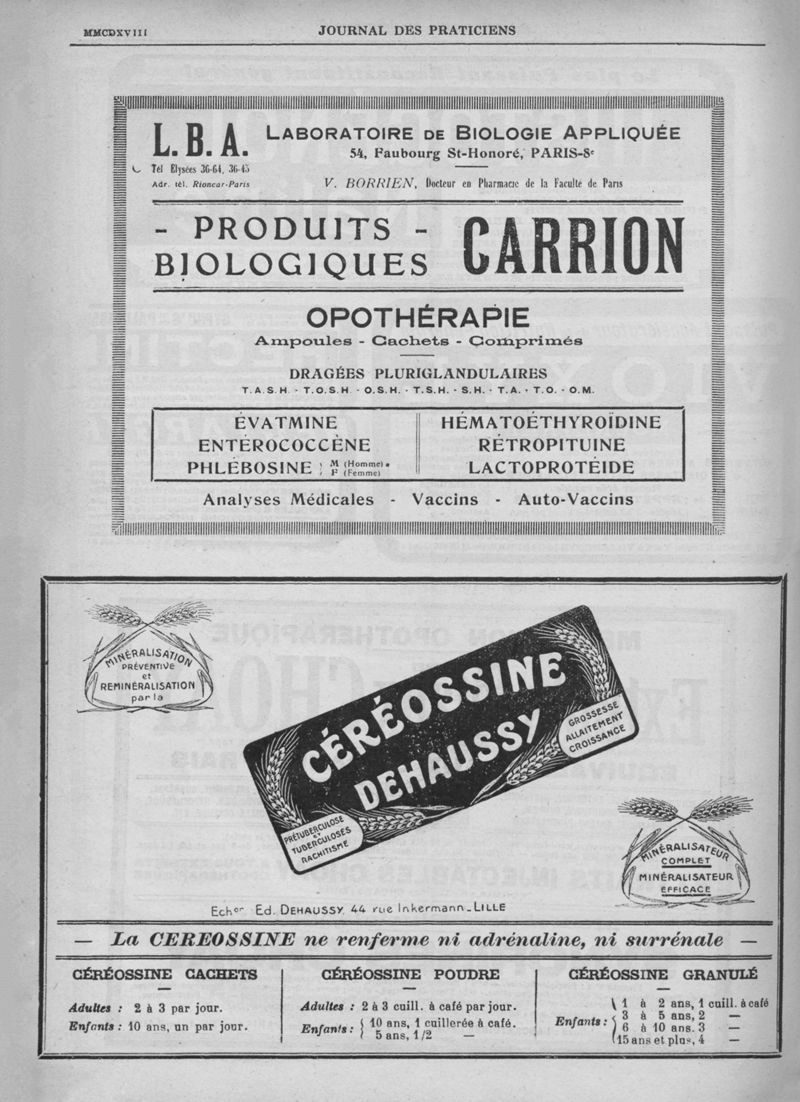 MMCDXVIII
JOURNAL DES PRATICIENS
L.B.A.
Tél Élysées 36-64, 36-45
Adr. tél. Rioncar-Paris
LABORATOIRE DE BIOLOGIE APPLIQUÉE
54, Faubourg St-Honoré, PARIS-8e
V. BORRIEN, Docteur en Pharmacie de la Faculté de Paris
- PRODUITS -
BIOLOGIQUES
CARRION
OPOTHÉRAPIE
Ampoules - Cachets - Comprimés
DRAGÉES PLURIGLANDULAIRES
T.A.S.H. - T.O.S.H. - O.S.H. - T.S.H. - S.H. - T.A. - T.O. - O.M.
ÉVATMINE
ENTÉROCOCCÈNE
PHLÉBOSINE } M (Homme)
F (Femme)
HÉMATOÉTHYROÏDINE
RÉTROPITUINE
LACTOPROTÉIDE
Analyses Médicales - Vaccins - Auto-Vaccins
MINÉRALISATION
PRÉVENTIVE
et
REMINÉRALISATION
par la
CÉRÉOSSINE
DEHAUSSY
GROSSESSE
ALLAITEMENT
CROISSANCE
PRÉTUBERCULOSE
ET
TUBERCULOSES
RACHITISME
MINÉRALISATEUR
COMPLET
MINÉRALISATEUR
EFFICACE
Echon Ed. DEHAUSSY, 44 rue Inkermann_LILLE
— La CEREOSSINE ne renferme ni adrénaline, ni surrénale —
CÉRÉOSSINE CACHETS
Adultes : 2 à 3 par jour.
Enfants : 10 ans, un par jour.
CÉRÉOSSINE POUDRE
Adultes : 2 à 3 cuill. à café par jour.
Enfants : { 10 ans, 1 cuillerée à café.
5 ans, 1/2 —
CÉRÉOSSINE GRANULÉ
Enfants : { 1 à 2 ans, 1 cuill. à café
3 à 5 ans, 2 —
6 à 10 ans. 3 —
15 ans et plus, 4 —